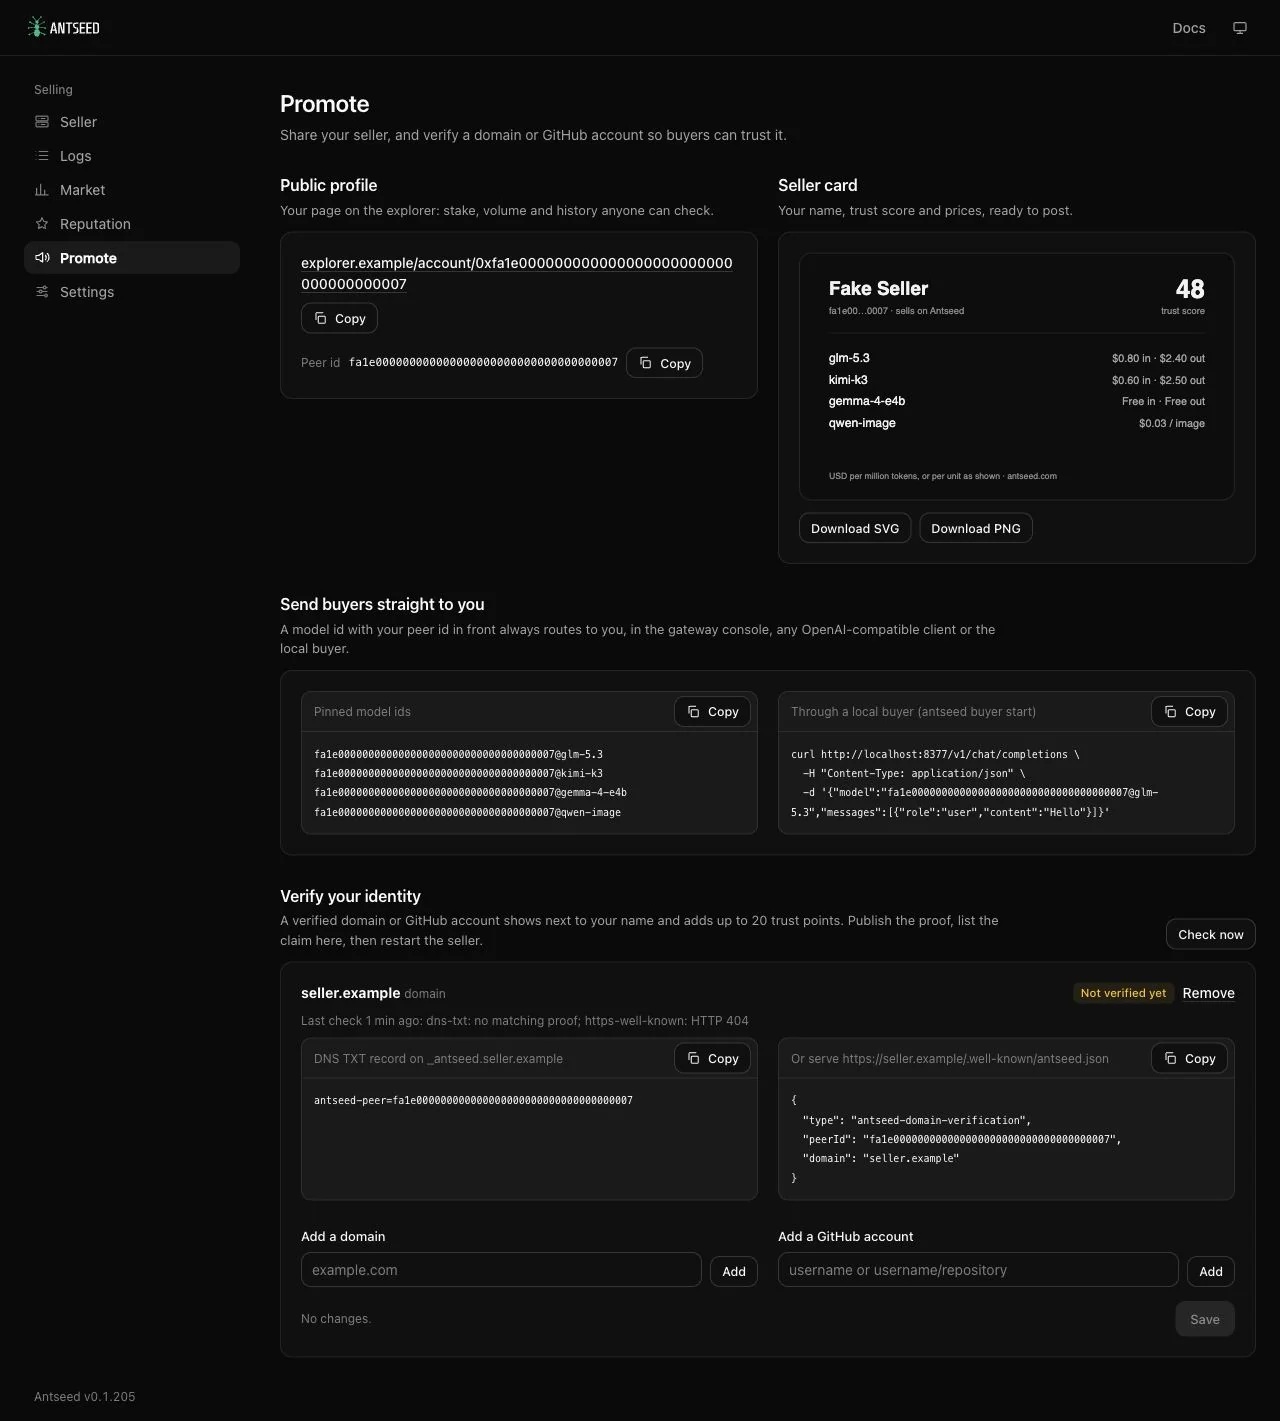 ANTSEED
Docs
Selling
Seller
Logs
Market
Reputation
Promote
Settings
Promote
Share your seller, and verify a domain or GitHub account so buyers can trust it.
Public profile
Your page on the explorer: stake, volume and history anyone can check.
explorer.example/account/0xfa1e000000000000000000000000
000000000007
Copy
Peer id fa1e000000000000000000000000000000000007 Copy
Seller card
Your name, trust score and prices, ready to post.
Fake Seller 48
fa1e00...0007 · sells on Antseed trust score
glm-5.3 $0.80 in · $2.40 out
kimi-k3 $0.60 in · $2.50 out
gemma-4-e4b Free in · Free out
qwen-image $0.03 / image
USD per million tokens, or per unit as shown · antseed.com
Download SVG Download PNG
Send buyers straight to you
A model id with your peer id in front always routes to you, in the gateway console, any OpenAI-compatible client or the
local buyer.
Pinned model ids Copy
fa1e000000000000000000000000000000000007@glm-5.3
fa1e000000000000000000000000000000000007@kimi-k3
fa1e000000000000000000000000000000000007@gemma-4-e4b
fa1e000000000000000000000000000000000007@qwen-image
Through a local buyer (antseed buyer start) Copy
curl http://localhost:8377/v1/chat/completions \
-H "Content-Type: application/json" \
-d '{"model":"fa1e000000000000000000000000000000000007@glm-
5.3","messages":[{"role":"user","content":"Hello"}]}'
Verify your identity
A verified domain or GitHub account shows next to your name and adds up to 20 trust points. Publish the proof, list the
claim here, then restart the seller.
Check now
seller.example domain Not verified yet Remove
Last check 1 min ago: dns-txt: no matching proof; https-well-known: HTTP 404
DNS TXT record on _antseed.seller.example Copy
antseed-peer=fa1e000000000000000000000000000000000007
Or serve https://seller.example/.well-known/antseed.json Copy
{
"type": "antseed-domain-verification",
"peerId": "fa1e000000000000000000000000000000000007",
"domain": "seller.example"
}
Add a domain
example.com Add
Add a GitHub account
username or username/repository Add
No changes. Save
Antseed v0.1.205